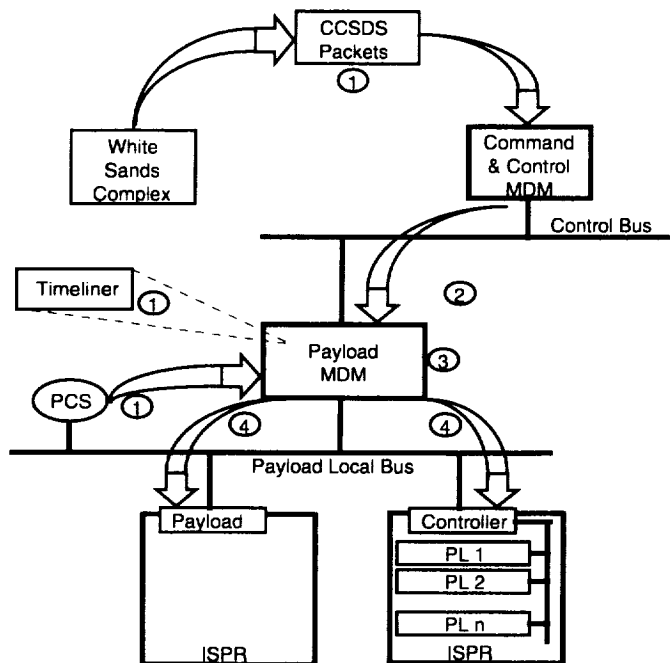 CCSDS
Packets
1
White
Sands
Complex
Command
& Control
MDM
Control Bus
Timeliner
1
2
Payload
MDM
3
PCS
1
4
4
Payload Local Bus
Payload
Controller
PL 1
PL 2
PL n
ISPR
ISPR